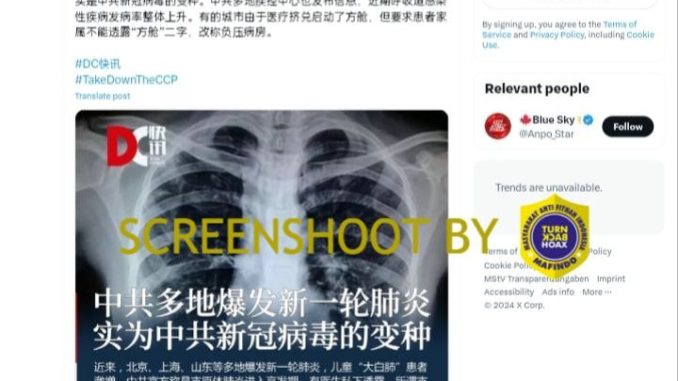 实是中共新冠病毒的变种。中共多地疾控中心也发布信息，近期呼吸道感染
性疾病发病率整体上升。有的城市由于医疗挤兑启动了方舱，但要求患者家
属不能透露“方舱”二字，改称负压病房。
#DC快讯
#TakeDownTheCCP
Translate post
DC快讯
SCREENSHOOT BY
中共多地爆发新一轮肺炎
实为中共新冠病毒的变种
近来，北京、上海、山东等多地爆发新一轮肺炎，儿童“大白肺”患者
By signing up, you agree to the Terms of
Service and Privacy Policy, including Cookie
Use.
Relevant people
Blue Sky
@Anpo_Star
Follow
Trends are unavailable.
MASYARAKAT ANTI FITNAH INDONESIA
TURN
BACK
HOAX
MAFINDO
Terms of
Policy
Cookie
MStV Transparenzangaben Imprint
Accessibility Ads info More ···
© 2024 X Corp.